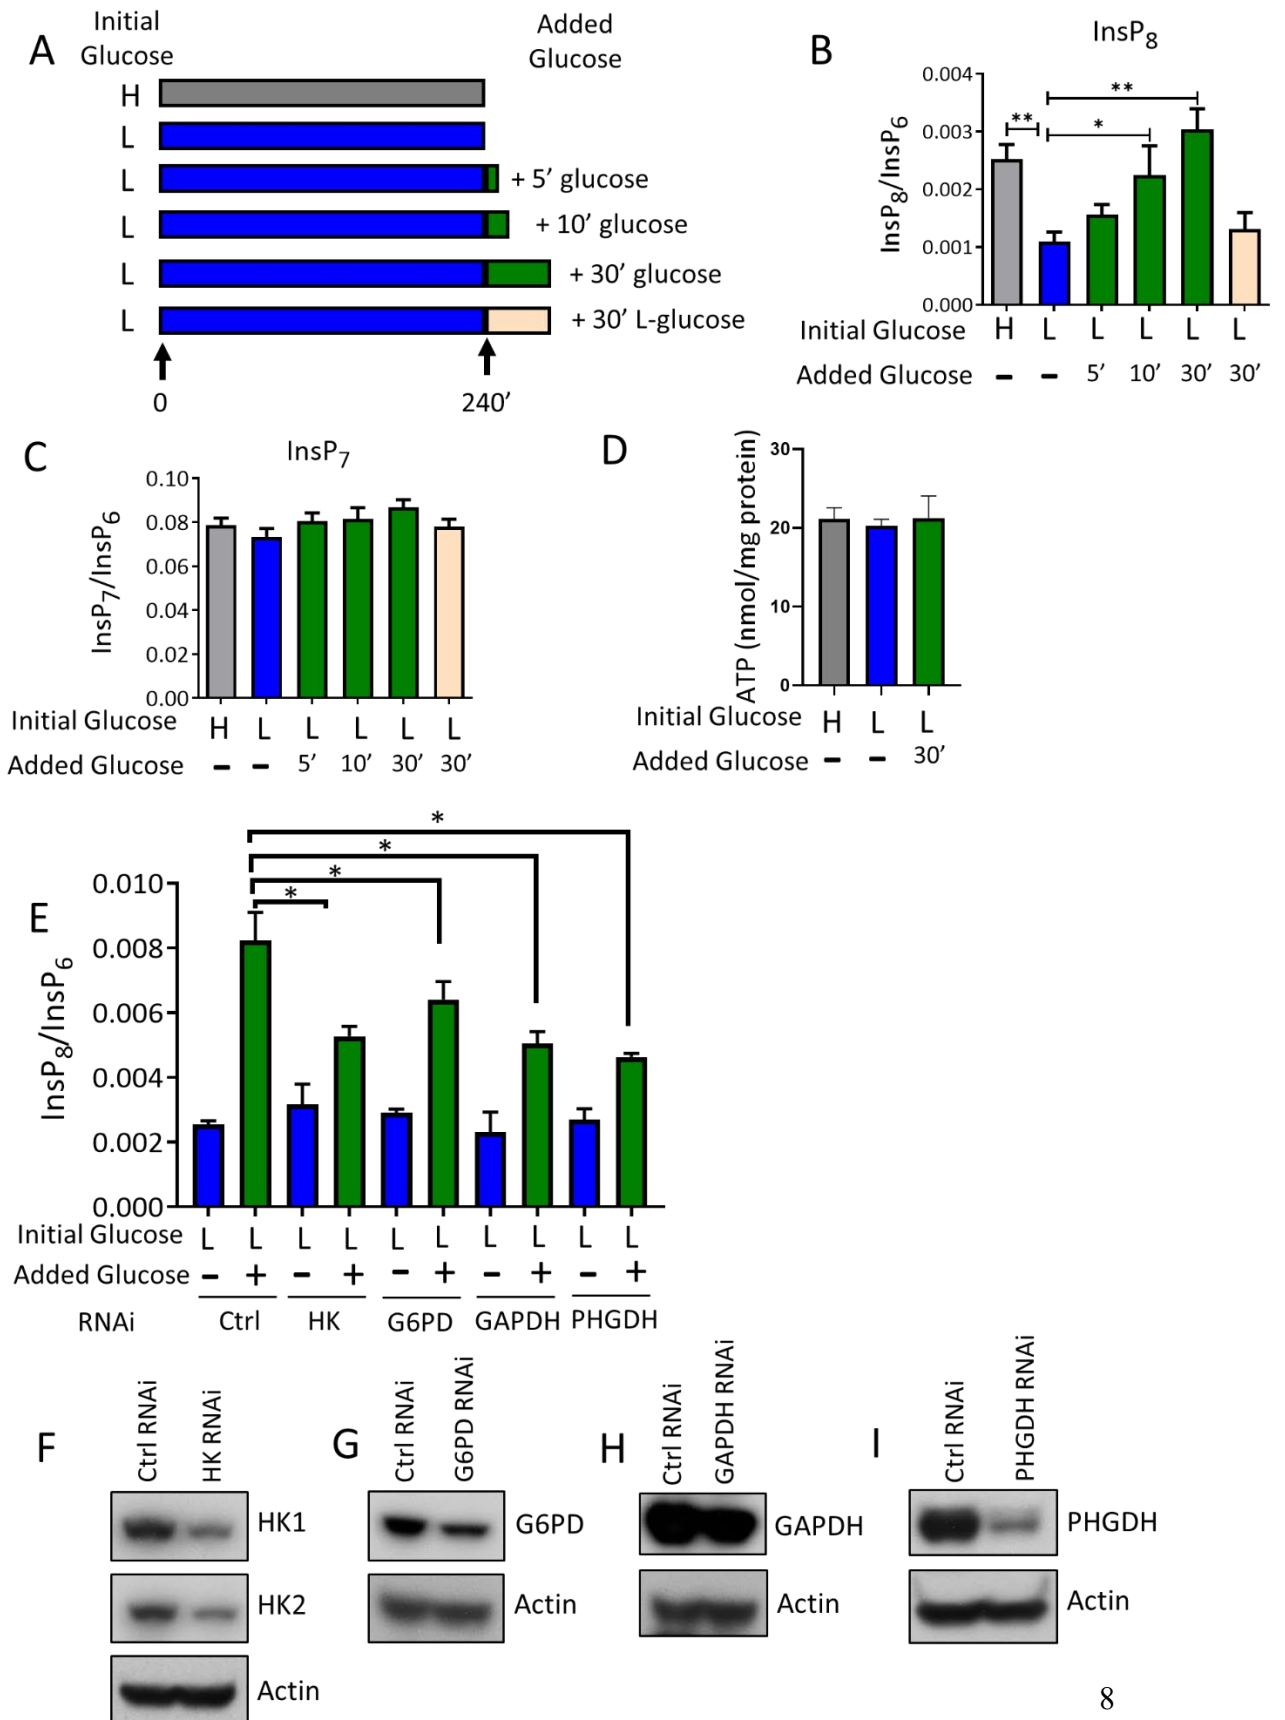 A
Initial
Glucose
Added
Glucose
H
L
L + 5’ glucose
L + 10’ glucose
L + 30’ glucose
L + 30’ L-glucose
0 240’
B
InsP8
InsP8/InsP6
0.004
0.003
0.002
0.001
0.000
** * **
Initial Glucose H L L L L L
Added Glucose – – 5’ 10’ 30’ 30’
C
InsP7
InsP7/InsP6
0.10
0.08
0.06
0.04
0.02
0.00
Initial Glucose H L L L L L
Added Glucose – – 5’ 10’ 30’ 30’
D
ATP (nmol/mg protein)
30
20
10
0
Initial Glucose H L L
Added Glucose – – 30’
E
InsP8/InsP6
*
*
*
*
0.010
0.008
0.006
0.004
0.002
0.000
Initial Glucose L L L L L L L L L L
Added Glucose – + – + – + – + – +
RNAi Ctrl HK G6PD GAPDH PHGDH
F
Ctrl RNAi
HK RNAi
HK1
HK2
Actin
G
Ctrl RNAi
G6PD RNAi
G6PD
Actin
H
Ctrl RNAi
GAPDH RNAi
GAPDH
Actin
I
Ctrl RNAi
PHGDH RNAi
PHGDH
Actin
8